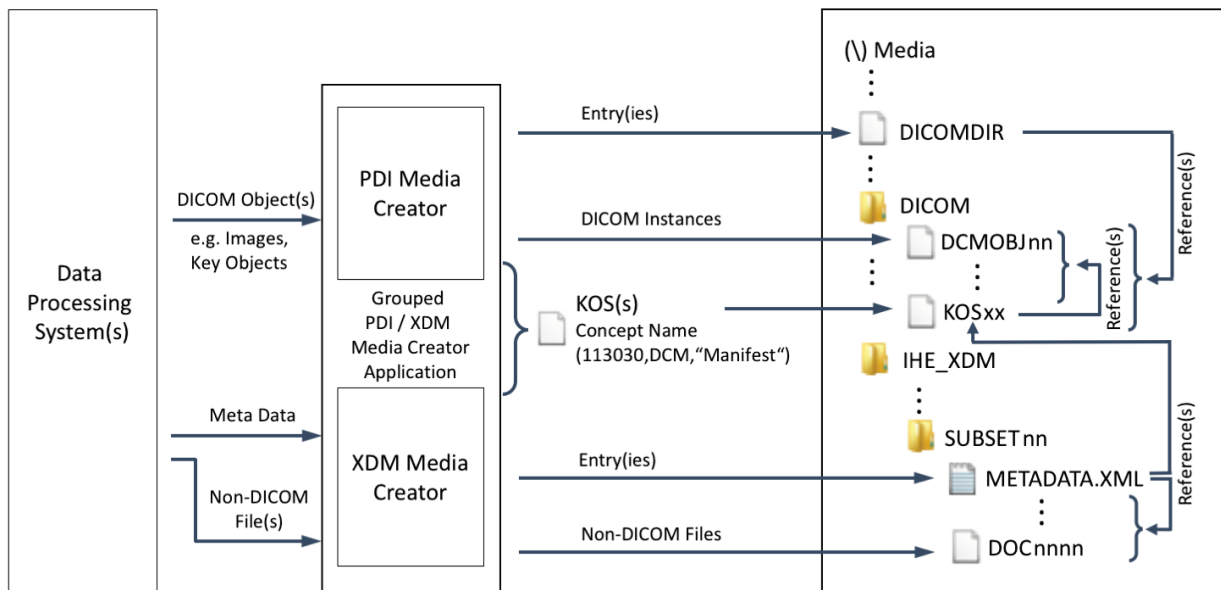 Data
Processing
System(s)
DICOM Object(s)
e.g. Images,
Key Objects
Meta Data
Non-DICOM
File(s)
PDI Media
Creator
Grouped
PDI / XDM
Media Creator
Application
XDM Media
Creator
Entry(ies)
DICOM Instances
KOS(s)
Concept Name
(113030,DCM,“Manifest“)
Entry(ies)
Non-DICOM Files
(\) Media
DICOMDIR
DICOM
DCMOBJnn
KOSxx
IHE_XDM
SUBSETnn
METADATA.XML
DOCnnnn
Reference(s)
Reference(s)
Reference(s)